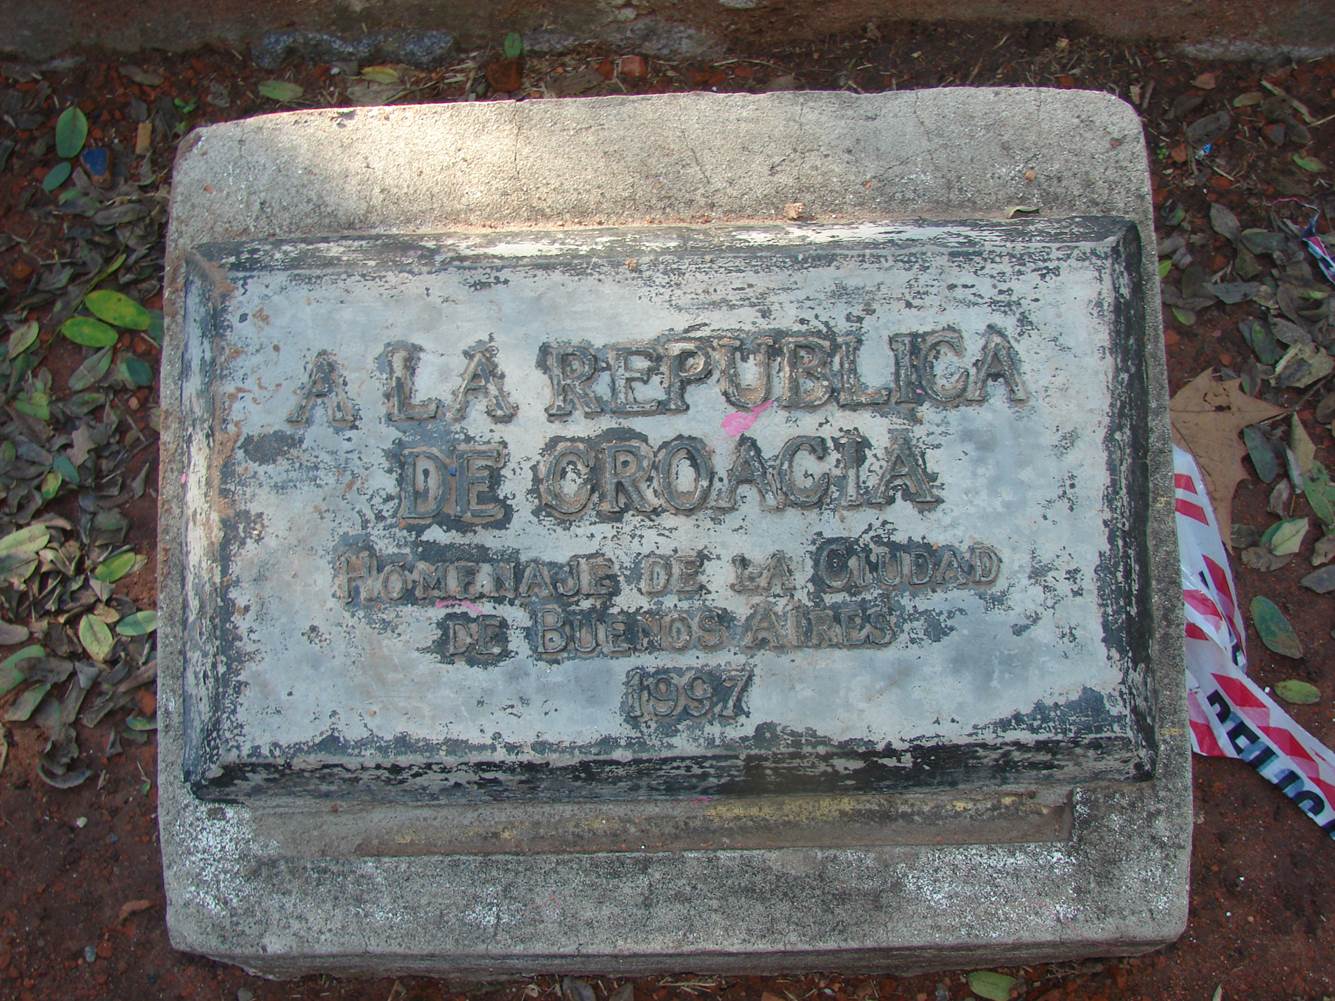 A LA REPUBLICA
DE CROACIA
HOMENAJE DE LA CIUDAD
DE BUENOS AIRES
1997